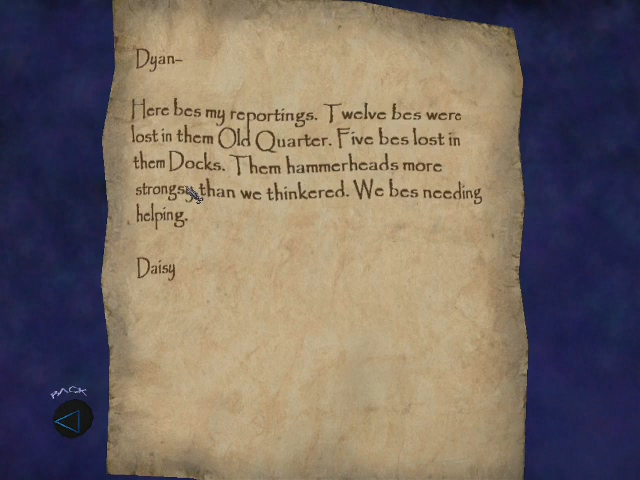 Dyan-
Here bes my reportings. Twelve bes were
lost in them Old Quarter. Five bes lost in
them Docks. Them hammerheads more
strongsy than we thinkered. We bes needing
helping.
Daisy
BACK